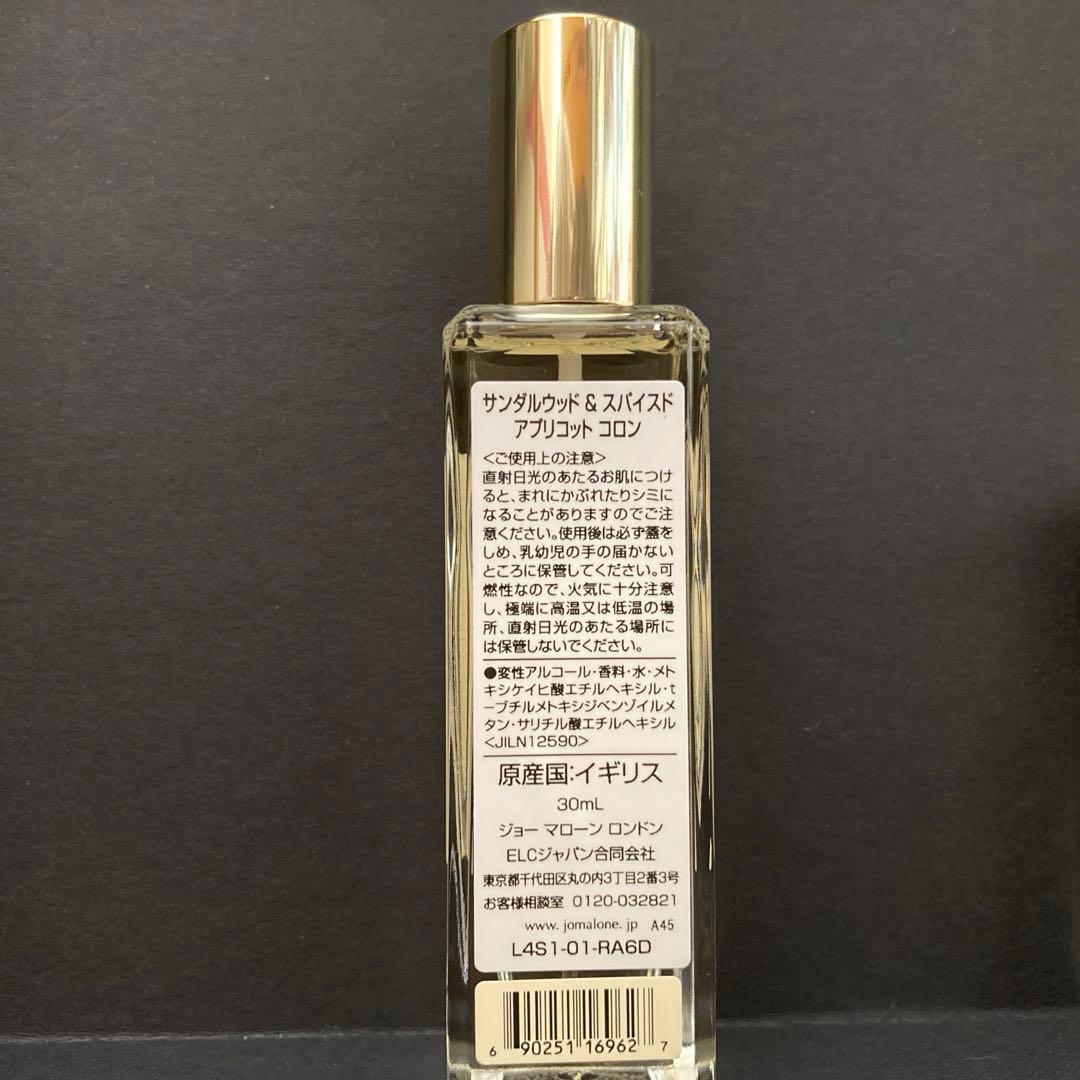 サンダルウッド & スパイスド
アプリコット コロン
<ご使用上の注意>
直射日光のあたるお肌につけ
ると、まれにかぶれたりシミに
なることがありますのでご注
意ください。使用後は必ず蓋を
しめ、乳幼児の手の届かない
ところに保管してください。可
燃性なので、火気に十分注意
し、極端に高温又は低温の場
所、直射日光のあたる場所に
は保管しないでください。
●変性アルコール・香料・水・メト
キシケイヒ酸エチルヘキシル・t
ーブチルメトキシジベンゾイルメ
タン・サリチル酸エチルヘキシル
<JILN12590>
原産国:イギリス
30mL
ジョー マローン ロンドン
ELCジャパン合同会社
東京都千代田区丸の内3丁目2番3号
お客様相談室 0120-032821
www. jomalone. jp A45
L4S1-01-RA6D
6 90251 16962 7